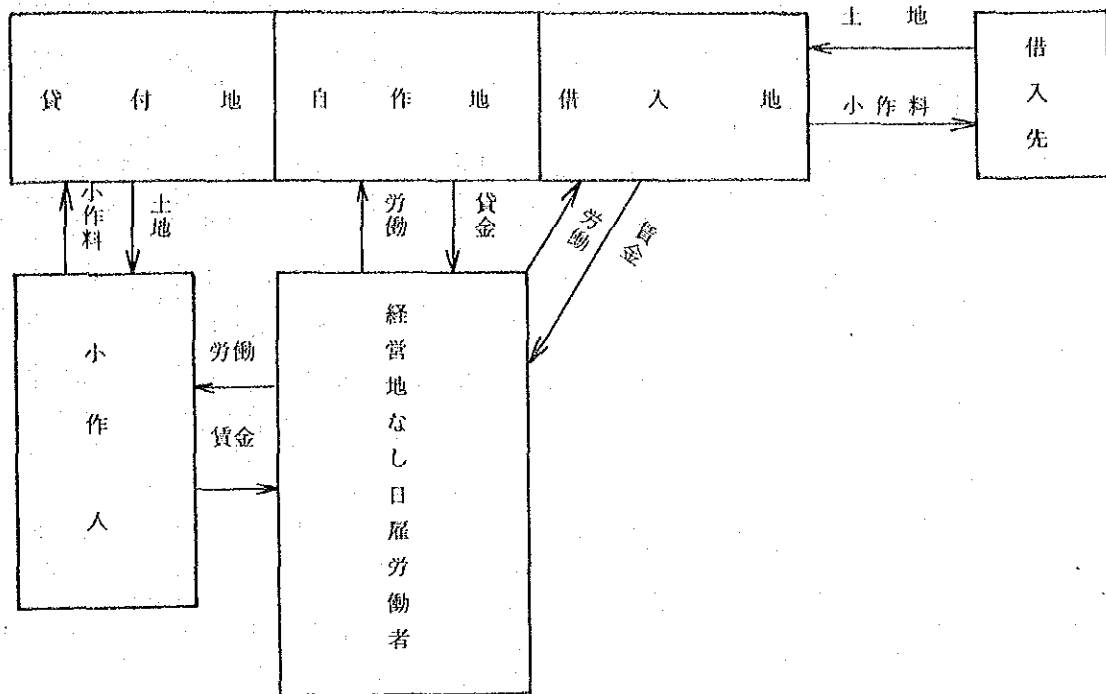 貸付地
自作地
借入地
土地
小作料
借入先
小作料
土地
労働
貸金
労働
賃金
小作人
労働
賃金
経営地なし日雇労働者